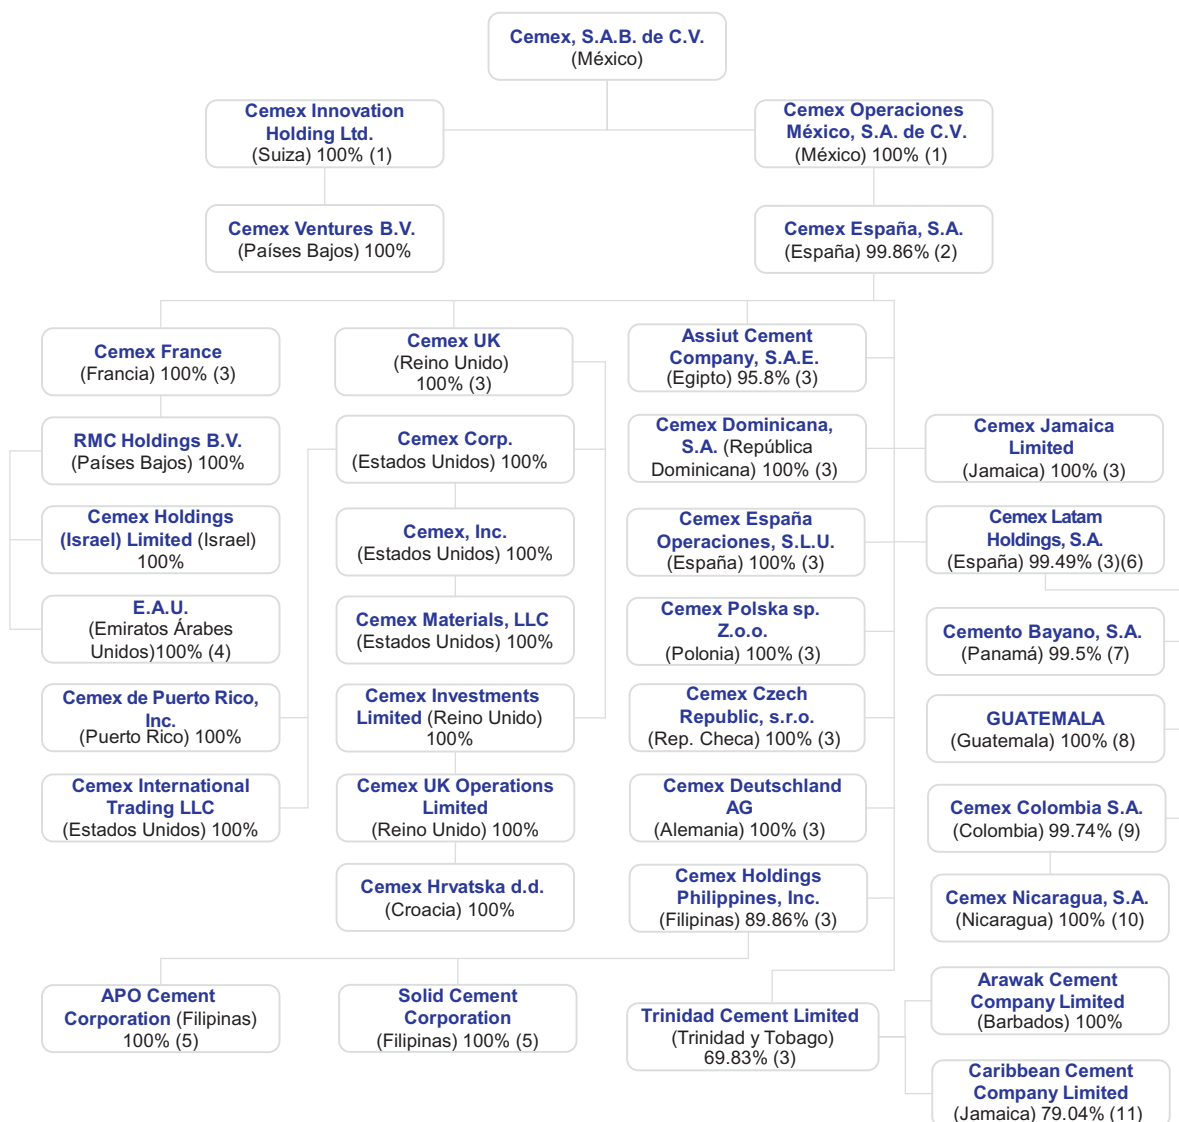 Cemex, S.A.B. de C.V.
(México)
Cemex Innovation
Holding Ltd.
(Suiza) 100% (1)
Cemex Operaciones
México, S.A. de C.V.
(México) 100% (1)
Cemex Ventures B.V.
(Países Bajos) 100%
Cemex España, S.A.
(España) 99.86% (2)
Cemex France
(Francia) 100% (3)
Cemex UK
(Reino Unido)
100% (3)
Assiut Cement
Company, S.A.E.
(Egipto) 95.8% (3)
RMC Holdings B.V.
(Países Bajos) 100%
Cemex Corp.
(Estados Unidos) 100%
Cemex Dominicana,
S.A. (República
Dominicana) 100% (3)
Cemex Jamaica
Limited
(Jamaica) 100% (3)
Cemex Holdings
(Israel) Limited (Israel)
100%
Cemex, Inc.
(Estados Unidos) 100%
Cemex España
Operaciones, S.L.U.
(España) 100% (3)
Cemex Latam
Holdings, S.A.
(España) 99.49% (3)(6)
E.A.U.
(Emiratos Árabes
Unidos)100% (4)
Cemex Materials, LLC
(Estados Unidos) 100%
Cemex Polska sp.
Z.o.o.
(Polonia) 100% (3)
Cemento Bayano, S.A.
(Panamá) 99.5% (7)
Cemex de Puerto Rico,
Inc.
(Puerto Rico) 100%
Cemex Investments
Limited (Reino Unido)
100%
Cemex Czech
Republic, s.r.o.
(Rep. Checa) 100% (3)
GUATEMALA
(Guatemala) 100% (8)
Cemex International
Trading LLC
(Estados Unidos) 100%
Cemex UK Operations
Limited
(Reino Unido) 100%
Cemex Deutschland
AG
(Alemania) 100% (3)
Cemex Colombia S.A.
(Colombia) 99.74% (9)
Cemex Hrvatska d.d.
(Croacia) 100%
Cemex Holdings
Philippines, Inc.
(Filipinas) 89.86% (3)
Cemex Nicaragua, S.A.
(Nicaragua) 100% (10)
APO Cement
Corporation (Filipinas)
100% (5)
Solid Cement
Corporation
(Filipinas) 100% (5)
Trinidad Cement Limited
(Trinidad y Tobago)
69.83% (3)
Arawak Cement
Company Limited
(Barbados) 100%
Caribbean Cement
Company Limited
(Jamaica) 79.04% (11)